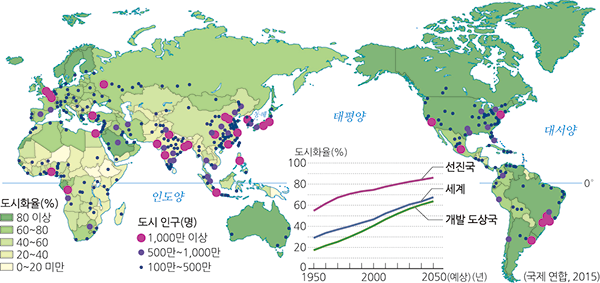 동해
태평양
대서양
인도양
0°
도시화율(%)
80 이상
60~80
40~60
20~40
0~20 미만
도시 인구(명)
1,000만 이상
500만~1,000만
100만~500만
도시화율(%)
100
80
60
40
20
0
1950
2000
2050(예상)(년)
선진국
세계
개발 도상국
(국제 연합, 2015)